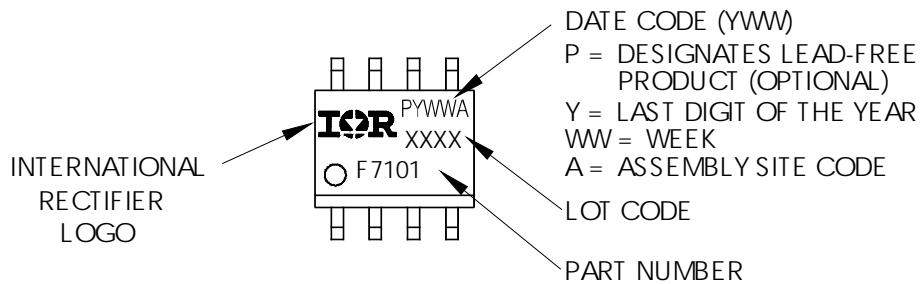 DATE CODE (YWW)
P = DESIGNATES LEAD-FREE
PRODUCT (OPTIONAL)
Y = LAST DIGIT OF THE YEAR
WW = WEEK
A = ASSEMBLY SITE CODE
LOT CODE
PART NUMBER
INTERNATIONAL
RECTIFIER
LOGO
IOR
PYWWA
XXXX
F7101